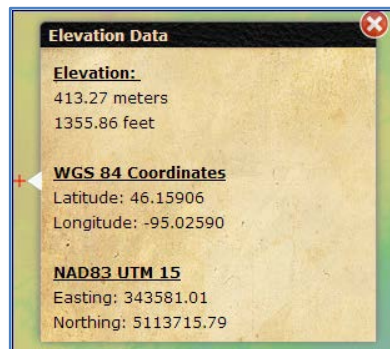 Elevation Data
Elevation:
413.27 meters
1355.86 feet
WGS 84 Coordinates
Latitude: 46.15906
Longitude: -95.02590
NAD83 UTM 15
Easting: 343581.01
Northing: 5113715.79